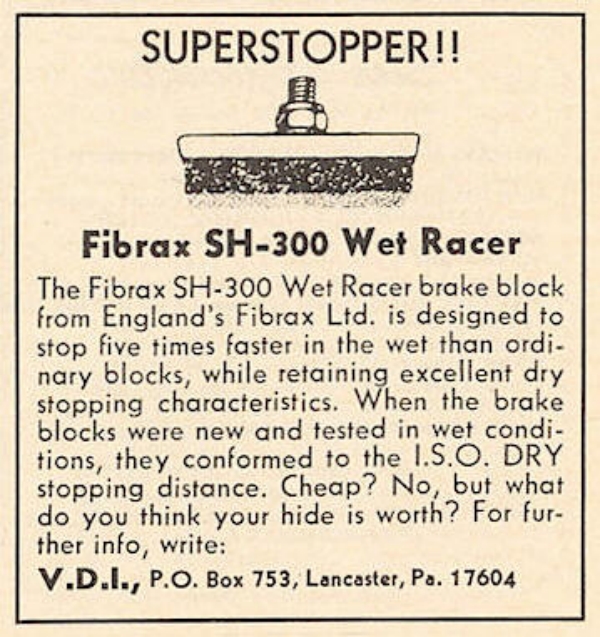 SUPERSTOPPER!!
Fibrax SH-300 Wet Racer
The Fibrax SH-300 Wet Racer brake block
from England's Fibrax Ltd. is designed to
stop five times faster in the wet than ordi-
nary blocks, while retaining excellent dry
stopping characteristics. When the brake
blocks were new and tested in wet condi-
tions, they conformed to the I.S.O. DRY
stopping distance. Cheap? No, but what
do you think your hide is worth? For fur-
ther info, write:
V.D.I., P.O. Box 753, Lancaster, Pa. 17604